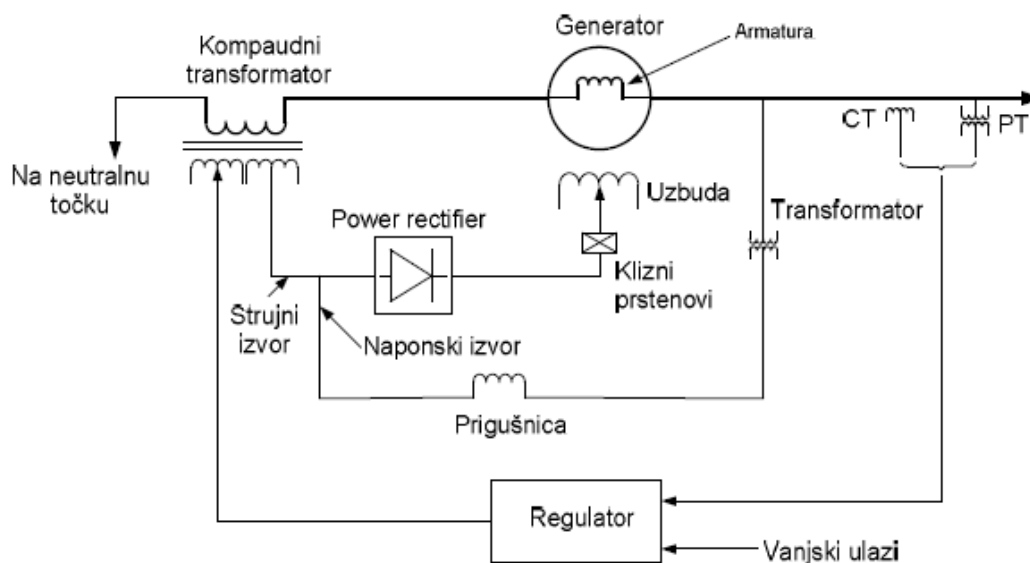 Generator
Armatura
Kompaudni
transformator
CT
PT
Na neutralnu
točku
Uzbuda
Power rectifier
Transformator
Klizni
prstenovi
Strujni
izvor
Naponski izvor
Prigušnica
Regulator
Vanjski ulazi